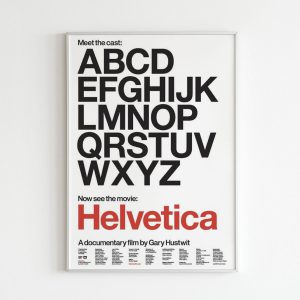 Meet the cast:
ABCD
EFGHIJK
LMNOP
QRSTUV
WXYZ
Now see the movie:
Helvetica
A documentary film by Gary Hustwit